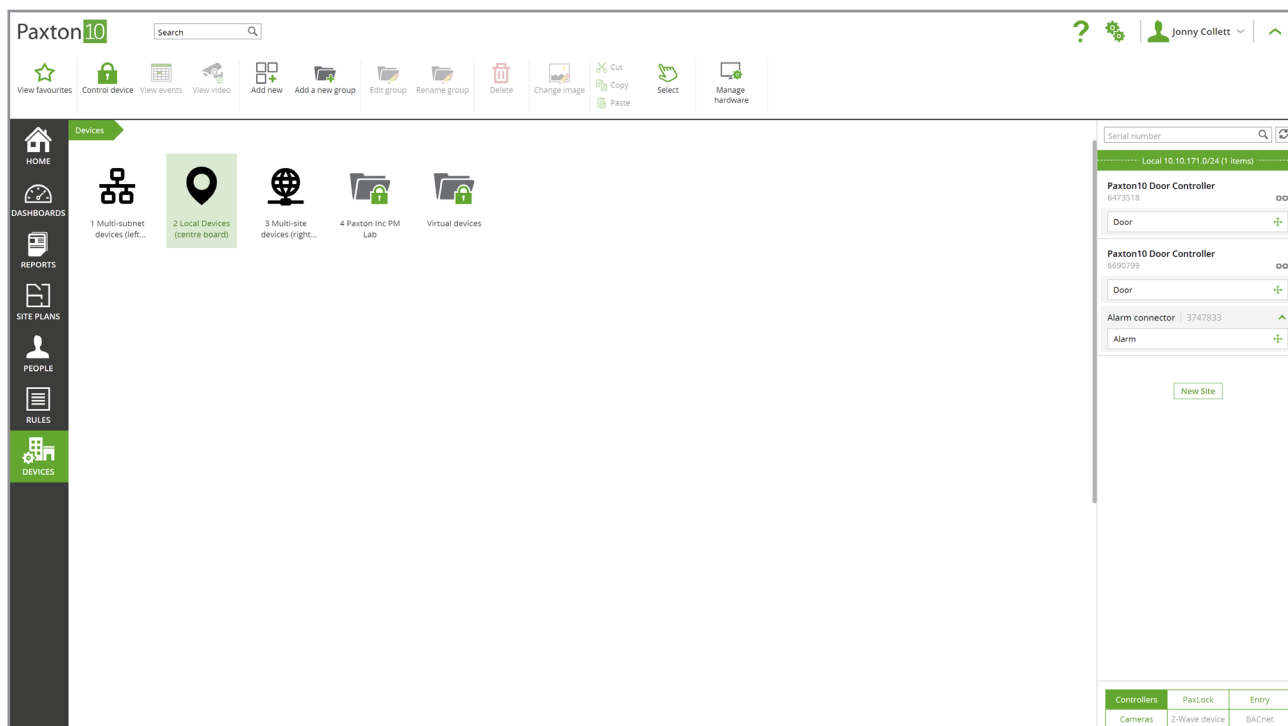 Paxton10
Search
Jonny Collett
View favourites
Control device
View events
View video
Add new
Add a new group
Edit group
Rename group
Delete
Change image
Cut
Copy
Paste
Select
Manage
hardware
HOME
DASHBOARDS
REPORTS
SITE PLANS
PEOPLE
RULES
DEVICES
Devices
1 Multi-subnet
devices (left...
2 Local Devices
(centre board)
3 Multi-site
devices (right...
4 Paxton Inc PM
Lab
Virtual devices
Serial number
Local 10.10.171.0/24 (1 items)
Paxton10 Door Controller
6473518
Door
Paxton10 Door Controller
6690799
Door
Alarm connector | 3747833
Alarm
New Site
Controllers
PaxLock
Entry
Cameras
Z-Wave device
BACnet